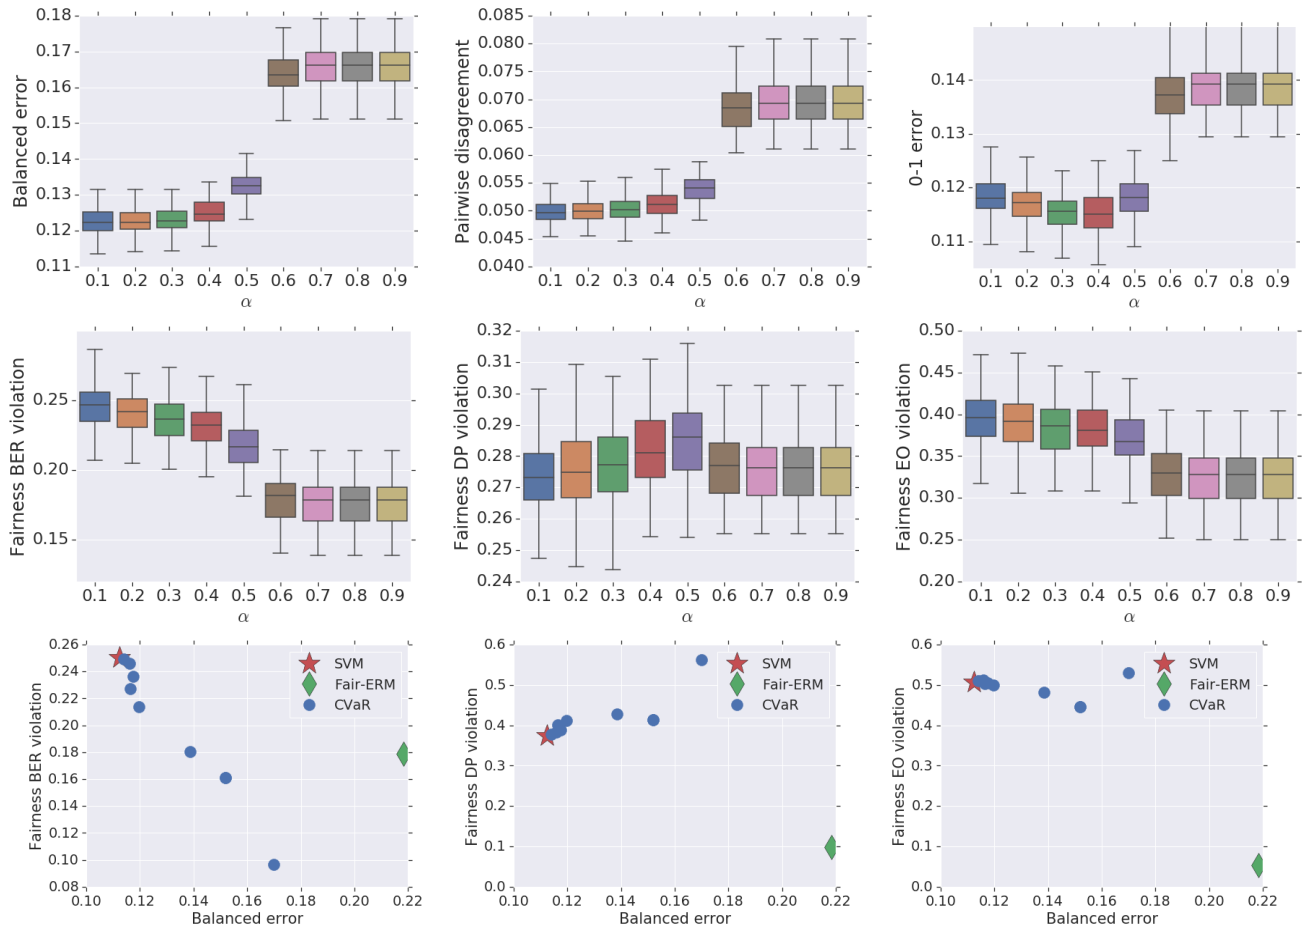 0.18
0.17
0.16
0.15
0.14
0.13
0.12
0.11
Balanced error
0.1 0.2 0.3 0.4 0.5 0.6 0.7 0.8 0.9
α
0.085
0.080
0.075
0.070
0.065
0.060
0.055
0.050
0.045
0.040
Pairwise disagreement
0.1 0.2 0.3 0.4 0.5 0.6 0.7 0.8 0.9
α
0.14
0.13
0.12
0.11
0-1 error
0.1 0.2 0.3 0.4 0.5 0.6 0.7 0.8 0.9
α
0.25
0.20
0.15
Fairness BER violation
0.1 0.2 0.3 0.4 0.5 0.6 0.7 0.8 0.9
α
0.32
0.31
0.30
0.29
0.28
0.27
0.26
0.25
0.24
Fairness DP violation
0.1 0.2 0.3 0.4 0.5 0.6 0.7 0.8 0.9
α
0.50
0.45
0.40
0.35
0.30
0.25
0.20
Fairness EO violation
0.1 0.2 0.3 0.4 0.5 0.6 0.7 0.8 0.9
α
0.26
0.24
0.22
0.20
0.18
0.16
0.14
0.12
0.10
0.08
Fairness BER violation
SVM
Fair-ERM
CVaR
0.10 0.12 0.14 0.16 0.18 0.20 0.22
Balanced error
0.6
0.5
0.4
0.3
0.2
0.1
0.0
Fairness DP violation
SVM
Fair-ERM
CVaR
0.10 0.12 0.14 0.16 0.18 0.20 0.22
Balanced error
0.6
0.5
0.4
0.3
0.2
0.1
0.0
Fairness EO violation
SVM
Fair-ERM
CVaR
0.10 0.12 0.14 0.16 0.18 0.20 0.22
Balanced error